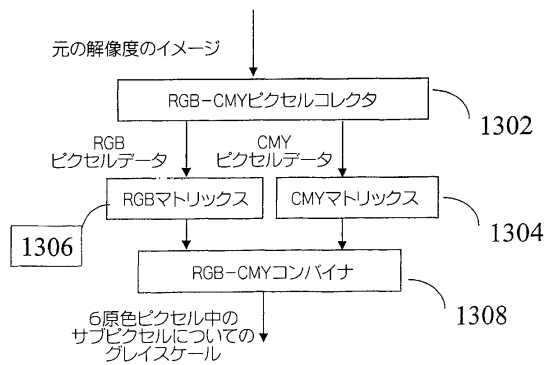 元の解像度のイメージ
RGB-CMYピクセルコレクタ
1302
RGB
ピクセルデータ
CMY
ピクセルデータ
RGBマトリックス
CMYマトリックス
1306
1304
RGB-CMYコンバイナ
1308
6原色ピクセル中の
サブピクセルについての
グレイスケール